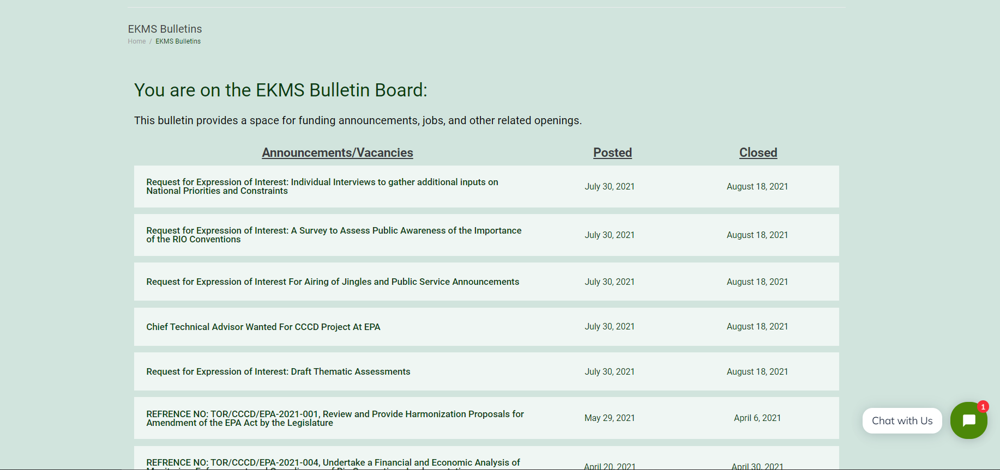 EKMS Bulletins
Home / EKMS Bulletins
You are on the EKMS Bulletin Board:
This bulletin provides a space for funding announcements, jobs, and other related openings.
Announcements/Vacancies Posted Closed
Request for Expression of Interest: Individual Interviews to gather additional inputs on
National Priorities and Constraints
July 30, 2021 August 18, 2021
Request for Expression of Interest: A Survey to Assess Public Awareness of the Importance
of the RIO Conventions
July 30, 2021 August 18, 2021
Request for Expression of Interest For Airing of Jingles and Public Service Announcements July 30, 2021 August 18, 2021
Chief Technical Advisor Wanted For CCCD Project At EPA July 30, 2021 August 18, 2021
Request for Expression of Interest: Draft Thematic Assessments July 30, 2021 August 18, 2021
REFRENCE NO: TOR/CCCD/EPA-2021-001, Review and Provide Harmonization Proposals for
Amendment of the EPA Act by the Legislature
May 29, 2021 April 6, 2021
1
Chat with Us
REFRENCE NO: TOR/CCCD/EPA-2021-004, Undertake a Financial and Economic Analysis of
April 20, 2021 April 30, 2021